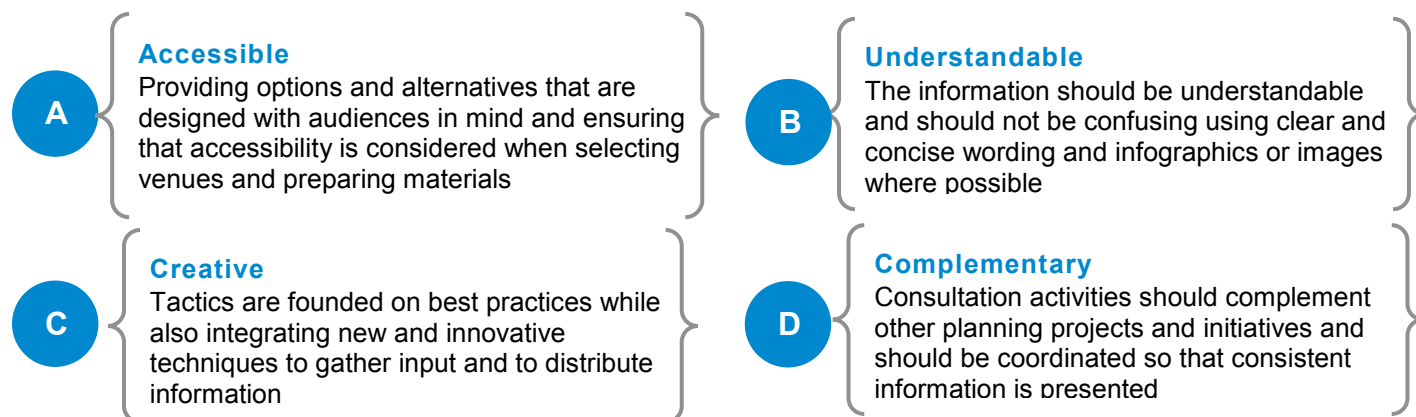 A
Accessible
Providing options and alternatives that are
designed with audiences in mind and ensuring
that accessibility is considered when selecting
venues and preparing materials
B
Understandable
The information should be understandable
and should not be confusing using clear and
concise wording and infographics or images
where possible
C
Creative
Tactics are founded on best practices while
also integrating new and innovative
techniques to gather input and to distribute
information
D
Complementary
Consultation activities should complement
other planning projects and initiatives and
should be coordinated so that consistent
information is presented